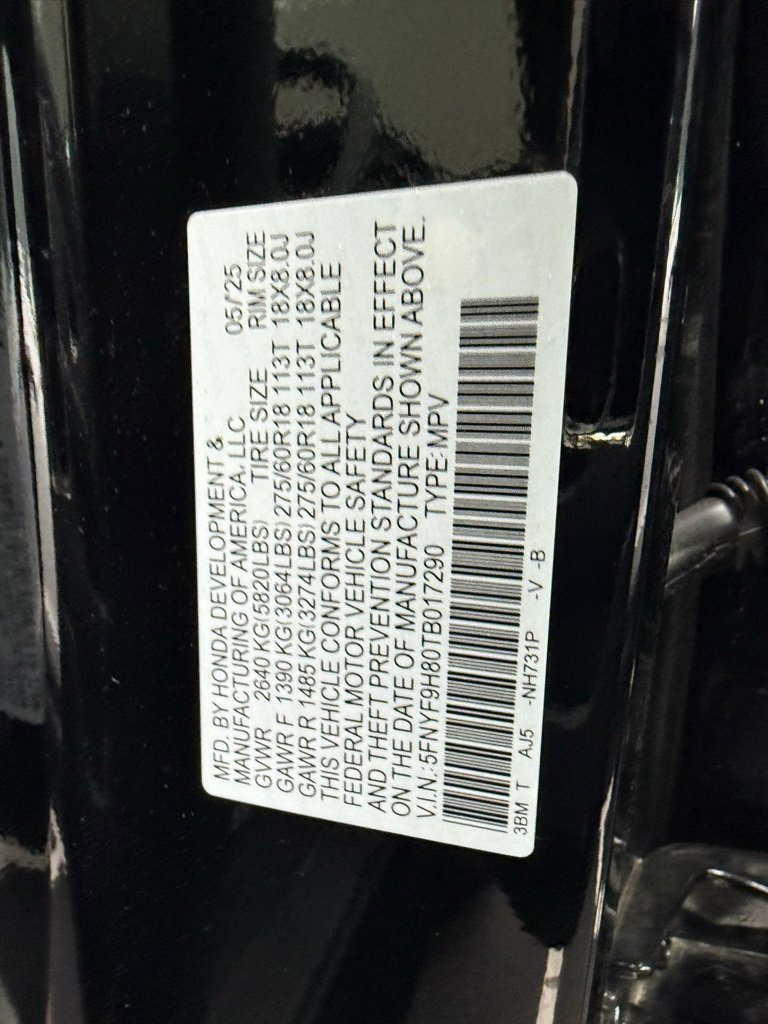 MFD. BY HONDA DEVELOPMENT &
MANUFACTURING OF AMERICA, LLC 05/'25
GVWR 2640 KG(5820LBS) TIRE SIZE RIM SIZE
GAWR F 1390 KG(3064LBS) 275/60R18 113T 18X8.0J
GAWR R 1485 KG(3274LBS) 275/60R18 113T 18X8.0J
THIS VEHICLE CONFORMS TO ALL APPLICABLE
FEDERAL MOTOR VEHICLE SAFETY
AND THEFT PREVENTION STANDARDS IN EFFECT
ON THE DATE OF MANUFACTURE SHOWN ABOVE.
V.I.N.:5FNYF9H80TB017290 TYPE:MPV
3BM T AJ5 -NH731P -V -B